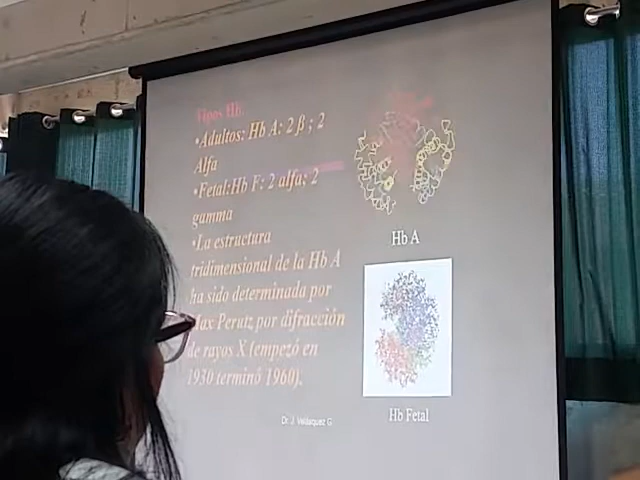 Tipos Hb.
•Adultos: Hb A: 2 β ; 2
Alfa
•Fetal:Hb F: 2 alfa; 2
gamma
•La estructura
tridimensional de la Hb A
ha sido determinada por
Max Perutz por difracción
de rayos X (empezó en
1930 terminó 1960).
Hb A
Hb Fetal
Dr. J. Velásquez G.